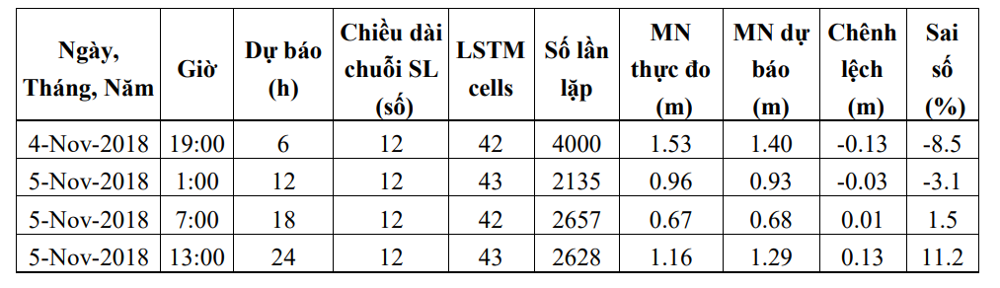 Ngày, Tháng, Năm | Giờ | Dự báo (h) | Chiều dài chuỗi SL (số) | LSTM cells | Số lần lặp | MN thực đo (m) | MN dự báo (m) | Chênh lệch (m) | Sai số (%)
4-Nov-2018 | 19:00 | 6 | 12 | 42 | 4000 | 1.53 | 1.40 | -0.13 | -8.5
5-Nov-2018 | 1:00 | 12 | 12 | 43 | 2135 | 0.96 | 0.93 | -0.03 | -3.1
5-Nov-2018 | 7:00 | 18 | 12 | 42 | 2657 | 0.67 | 0.68 | 0.01 | 1.5
5-Nov-2018 | 13:00 | 24 | 12 | 43 | 2628 | 1.16 | 1.29 | 0.13 | 11.2